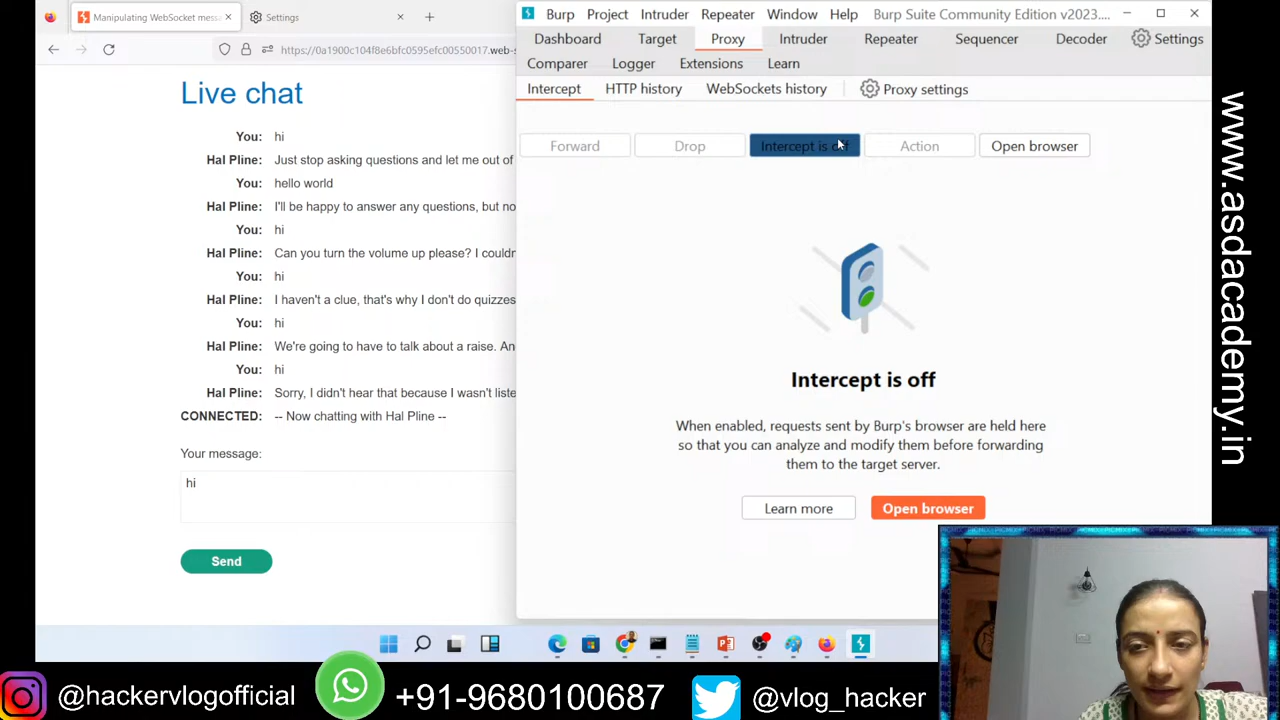 Manipulating WebSocket mess
Settings
Burp Project Intruder Repeater Window Help Burp Suite Community Edition v2023....
https://0a1900c104f8e6bfc0595efc00550017.web-s
Dashboard Target Proxy Intruder Repeater Sequencer Decoder Settings
Comparer Logger Extensions Learn
Intercept HTTP history WebSockets history Proxy settings
Forward Drop Intercept is off Action Open browser
Live chat
You: hi
Hal Pline: Just stop asking questions and let me out of
You: hello world
Hal Pline: I'll be happy to answer any questions, but no
You: hi
Hal Pline: Can you turn the volume up please? I couldn
You: hi
Hal Pline: I haven't a clue, that's why I don't do quizzes
You: hi
Hal Pline: We're going to have to talk about a raise. An
You: hi
Hal Pline: Sorry, I didn't hear that because I wasn't liste
CONNECTED: -- Now chatting with Hal Pline --
Your message:
hi
Send
Intercept is off
When enabled, requests sent by Burp's browser are held here
so that you can analyze and modify them before forwarding
them to the target server.
Learn more Open browser
www.asdacademy.in
@hackervlogofficial +91-9680100687 @vlog_hacker